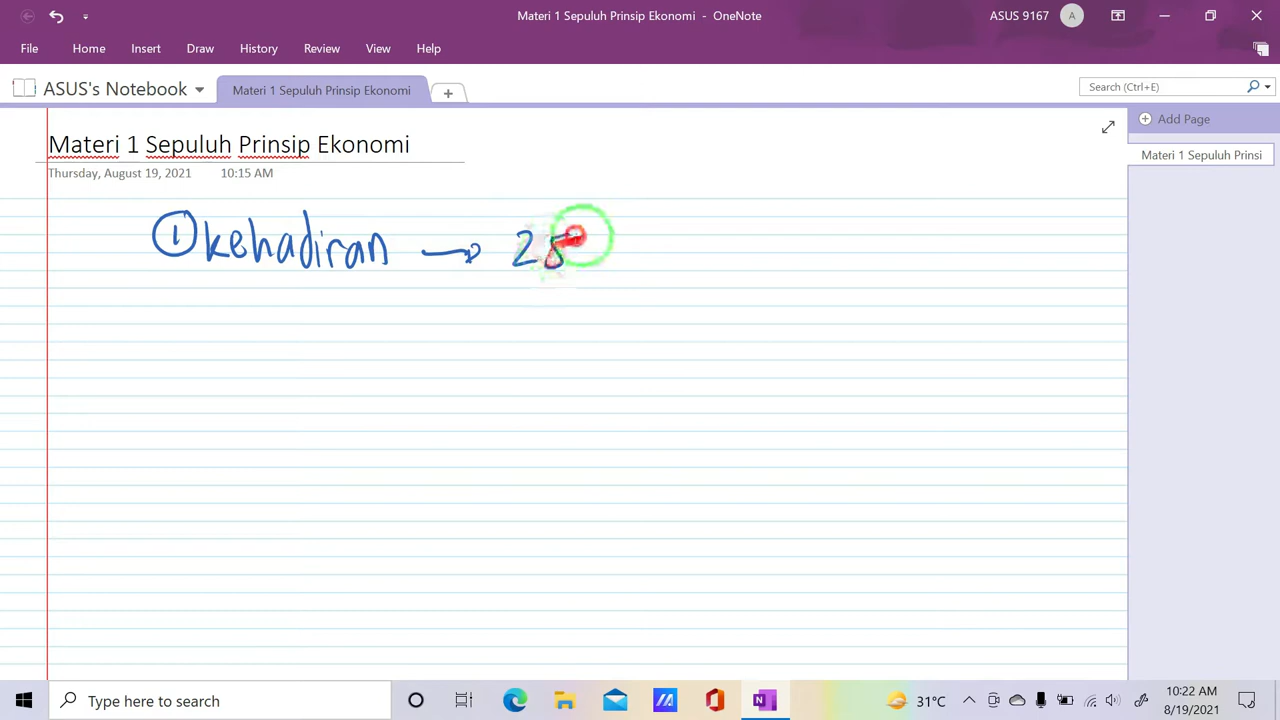 Materi 1 Sepuluh Prinsip Ekonomi - OneNote
ASUS 9167
A
File Home Insert Draw History Review View Help
ASUS's Notebook
Materi 1 Sepuluh Prinsip Ekonomi
Search (Ctrl+E)
Add Page
Materi 1 Sepuluh Prinsi
Materi 1 Sepuluh Prinsip Ekonomi
Thursday, August 19, 2021 10:15 AM
① kehadiran → 25
Type here to search
31°C
10:22 AM
8/19/2021